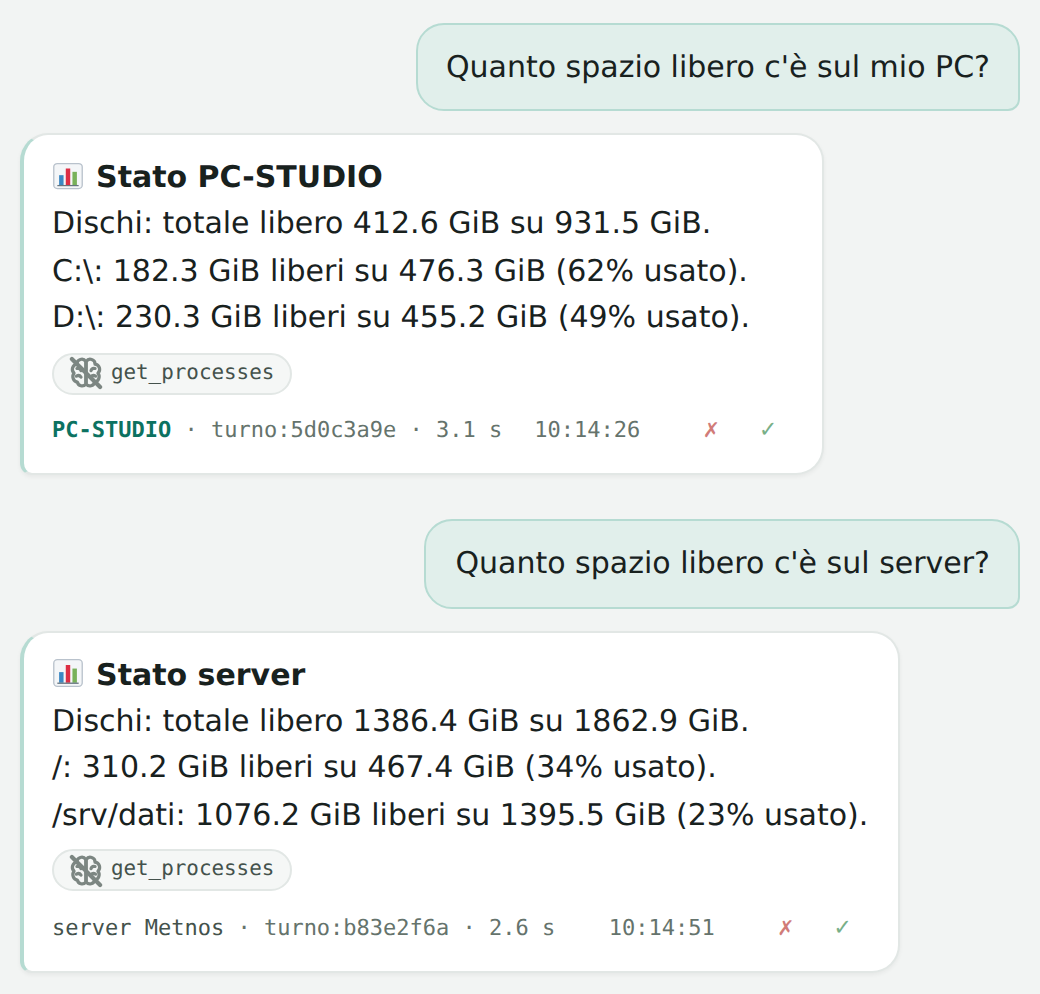 Quanto spazio libero c'è sul mio PC?
Stato PC-STUDIO
Dischi: totale libero 412.6 GiB su 931.5 GiB.
C:\: 182.3 GiB liberi su 476.3 GiB (62% usato).
D:\: 230.3 GiB liberi su 455.2 GiB (49% usato).
get_processes
PC-STUDIO · turno:5d0c3a9e · 3.1 s 10:14:26 ✗ ✓
Quanto spazio libero c'è sul server?
Stato server
Dischi: totale libero 1386.4 GiB su 1862.9 GiB.
/: 310.2 GiB liberi su 467.4 GiB (34% usato).
/srv/dati: 1076.2 GiB liberi su 1395.5 GiB (23% usato).
get_processes
server Metnos · turno:b83e2f6a · 2.6 s 10:14:51 ✗ ✓